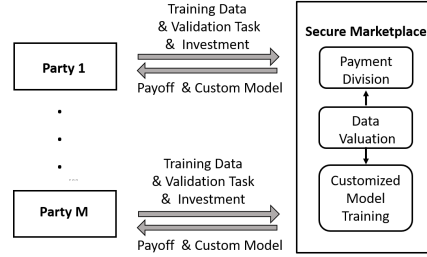 Training Data
& Validation Task
& Investment
Party 1
Payoff & Custom Model
Secure Marketplace
Payment
Division
Data
Valuation
Customized
Model
Training
...
Training Data
& Validation Task
& Investment
Party M
Payoff & Custom Model